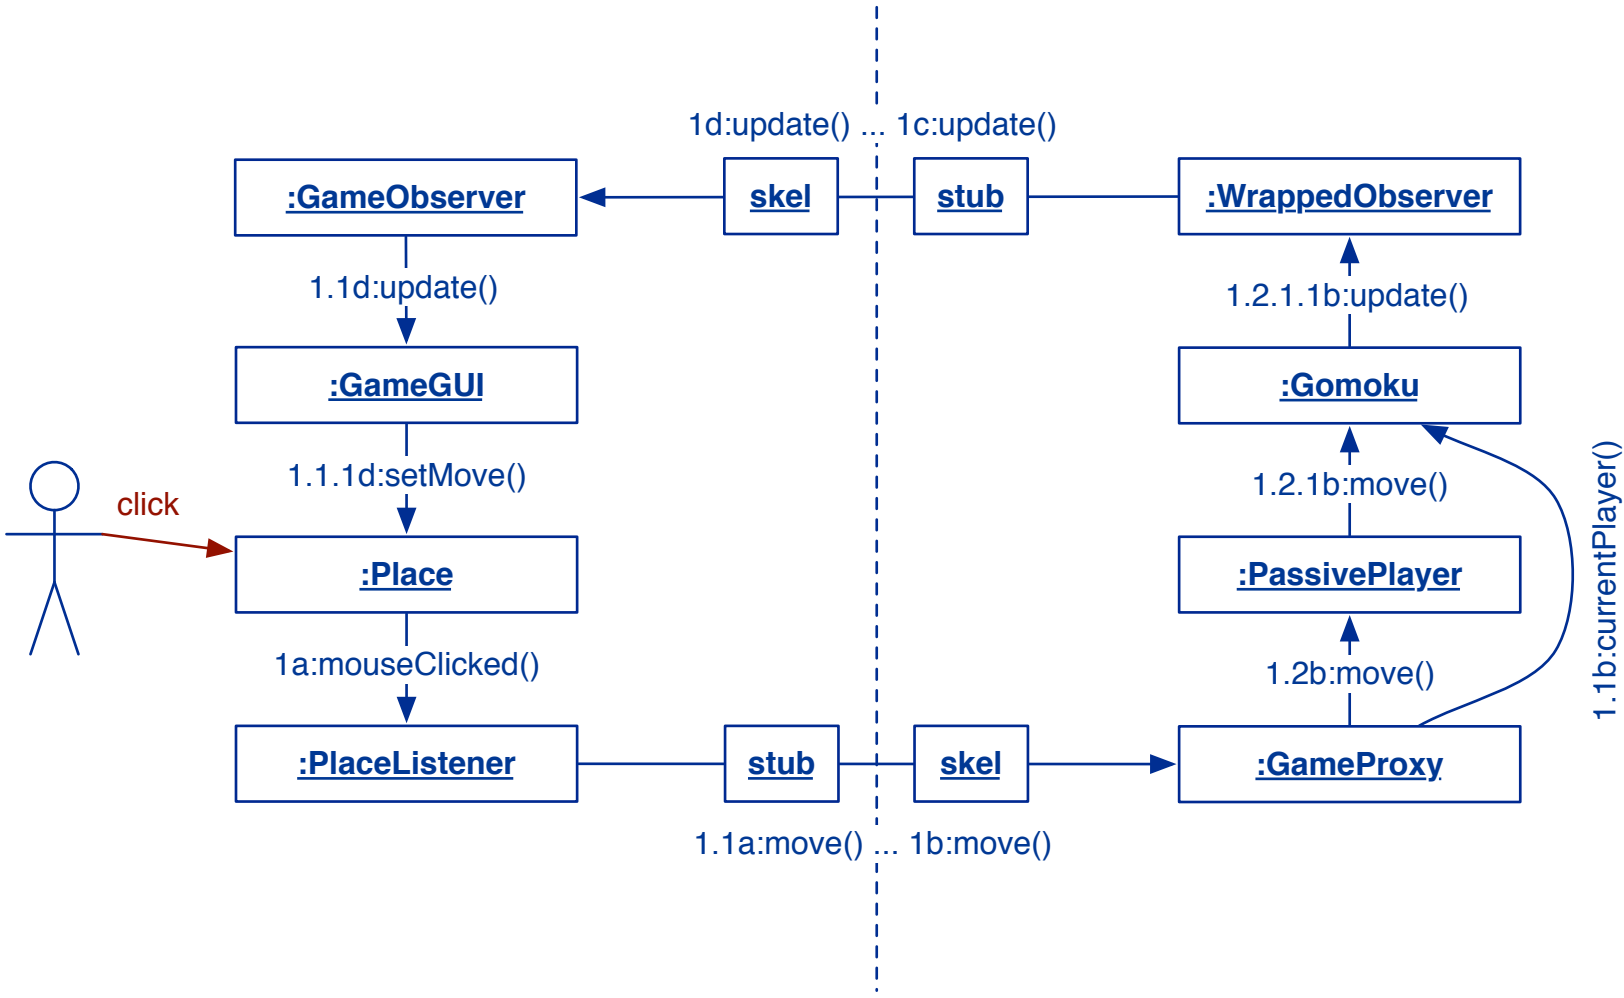 1d:update() ... 1c:update()
:GameObserver
skel
stub
:WrappedObserver
1.1d:update()
1.2.1.1b:update()
:GameGUI
:Gomoku
1.1.1d:setMove()
1.2.1b:move()
click
:Place
:PassivePlayer
1.1b:currentPlayer()
1a:mouseClicked()
1.2b:move()
:PlaceListener
stub
skel
:GameProxy
1.1a:move() ... 1b:move()